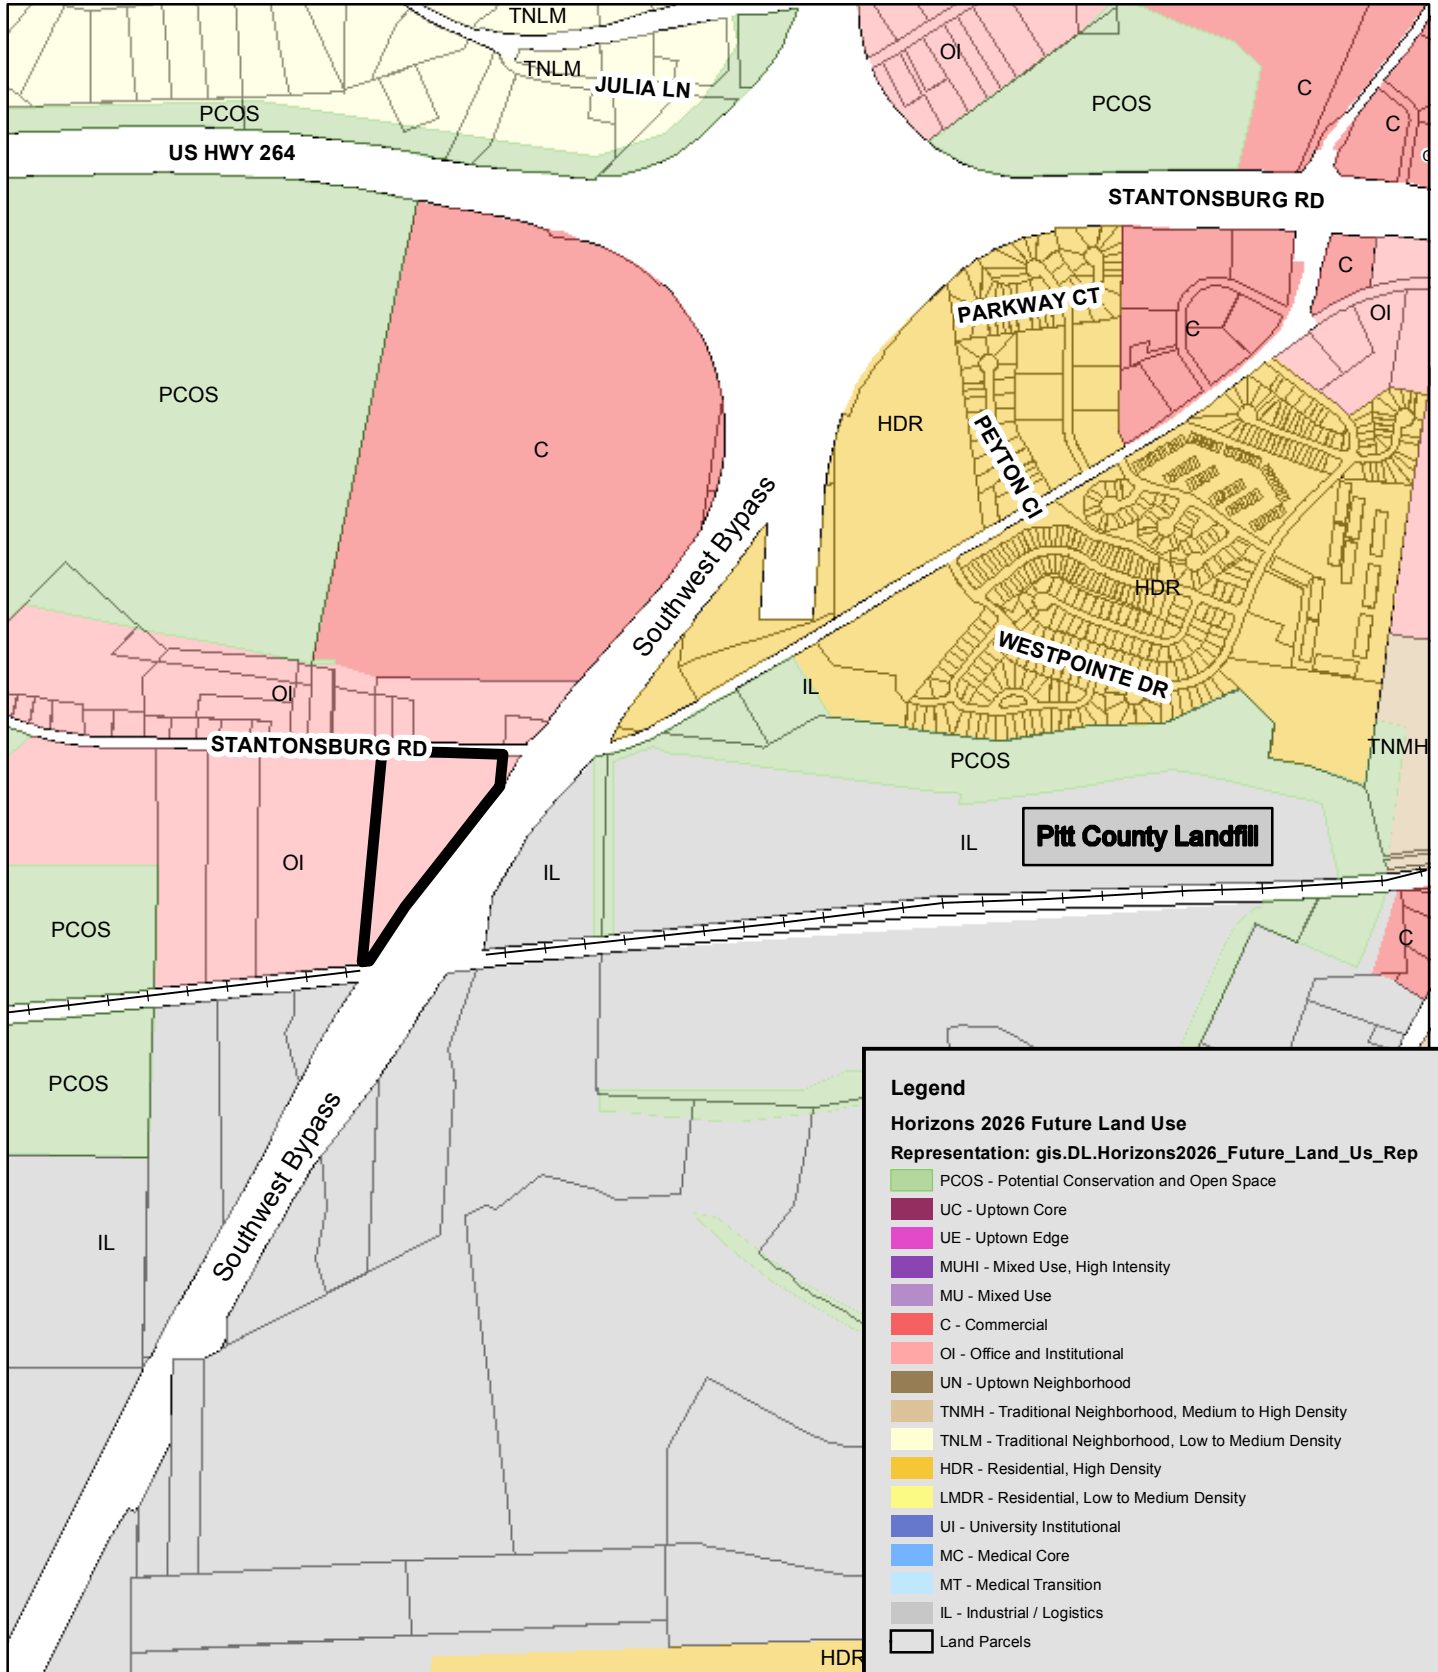 TNLM
TNLM
JULIA LN
OI
PCOS
C
C
PCOS
US HWY 264
STANTONSBURG RD
C
OI
PARKWAY CT
C
PCOS
C
HDR
PEYTON CI
Southwest Bypass
HDR
WESTPOINTE DR
IL
OI
STANTONSBURG RD
PCOS
TNMH
Pitt County Landfill
IL
IL
OI
PCOS
C
PCOS
Southwest Bypass
IL
HDR
Legend
Horizons 2026 Future Land Use
Representation: gis.DL.Horizons2026_Future_Land_Us_Rep
PCOS - Potential Conservation and Open Space
UC - Uptown Core
UE - Uptown Edge
MUHI - Mixed Use, High Intensity
MU - Mixed Use
C - Commercial
OI - Office and Institutional
UN - Uptown Neighborhood
TNMH - Traditional Neighborhood, Medium to High Density
TNLM - Traditional Neighborhood, Low to Medium Density
HDR - Residential, High Density
LMDR - Residential, Low to Medium Density
UI - University Institutional
MC - Medical Core
MT - Medical Transition
IL - Industrial / Logistics
Land Parcels